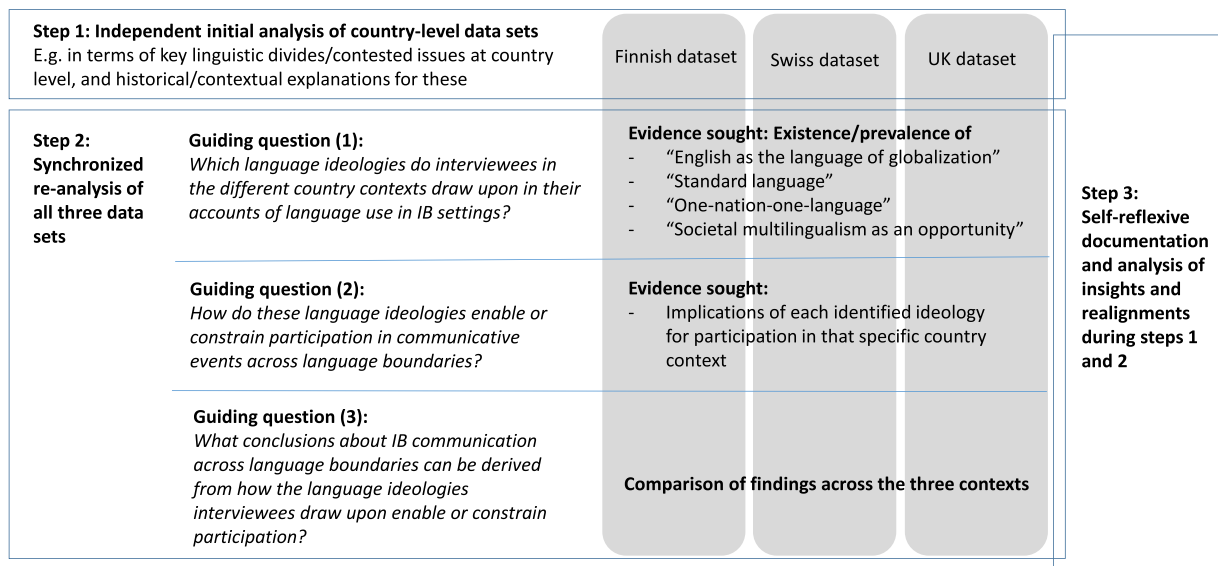 Step 1: Independent initial analysis of country-level data sets
E.g. in terms of key linguistic divides/contested issues at country
level, and historical/contextual explanations for these
Finnish dataset
Swiss dataset
UK dataset
Step 2:
Synchronized
re-analysis of
all three data
sets
Guiding question (1):
Which language ideologies do interviewees in
the different country contexts draw upon in their
accounts of language use in IB settings?
Evidence sought: Existence/prevalence of
- “English as the language of globalization”
- “Standard language”
- “One-nation-one-language”
- “Societal multilingualism as an opportunity”
Guiding question (2):
How do these language ideologies enable or
constrain participation in communicative
events across language boundaries?
Evidence sought:
- Implications of each identified ideology
for participation in that specific country
context
Guiding question (3):
What conclusions about IB communication
across language boundaries can be derived
from how the language ideologies
interviewees draw upon enable or constrain
participation?
Comparison of findings across the three contexts
Step 3:
Self-reflexive
documentation
and analysis of
insights and
realignments
during steps 1
and 2